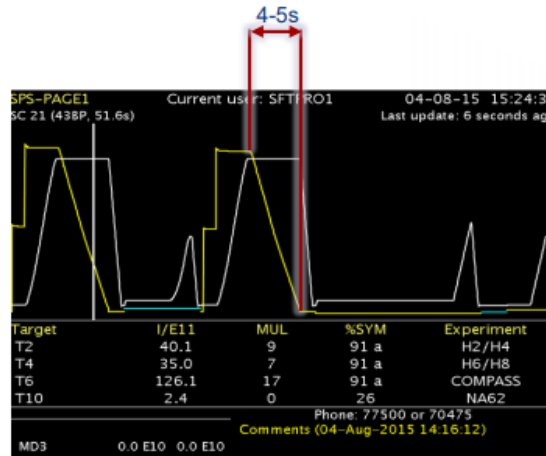 4-5s
SPS-PAGE1 Current user: SFTPRO1 04-08-15 15:24:3
SC 21 (438P, 51.6s) Last update: 6 seconds ag
Target I/E11 MUL %SYM Experiment
T2 40.1 9 91 a H2/H4
T4 35.0 7 91 a H6/H8
T6 126.1 17 91 a COMPASS
T10 2.4 0 26 NA62
Phone: 77500 or 70475
Comments (04-Aug-2015 14:16:12)
MD3 0.0 E10 0.0 E10